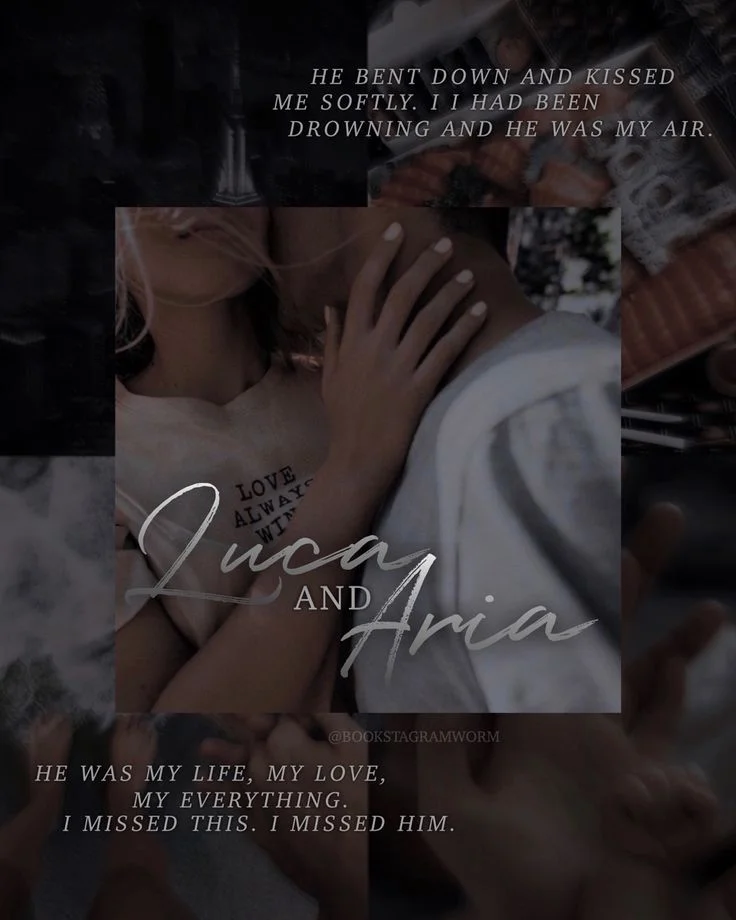 HE BENT DOWN AND KISSED
ME SOFTLY. I I HAD BEEN
DROWNING AND HE WAS MY AIR.
LOVE
ALWAYS
WIN
Luca
AND
Aria
@BOOKSTAGRAMWORM
HE WAS MY LIFE, MY LOVE,
MY EVERYTHING.
I MISSED THIS. I MISSED HIM.